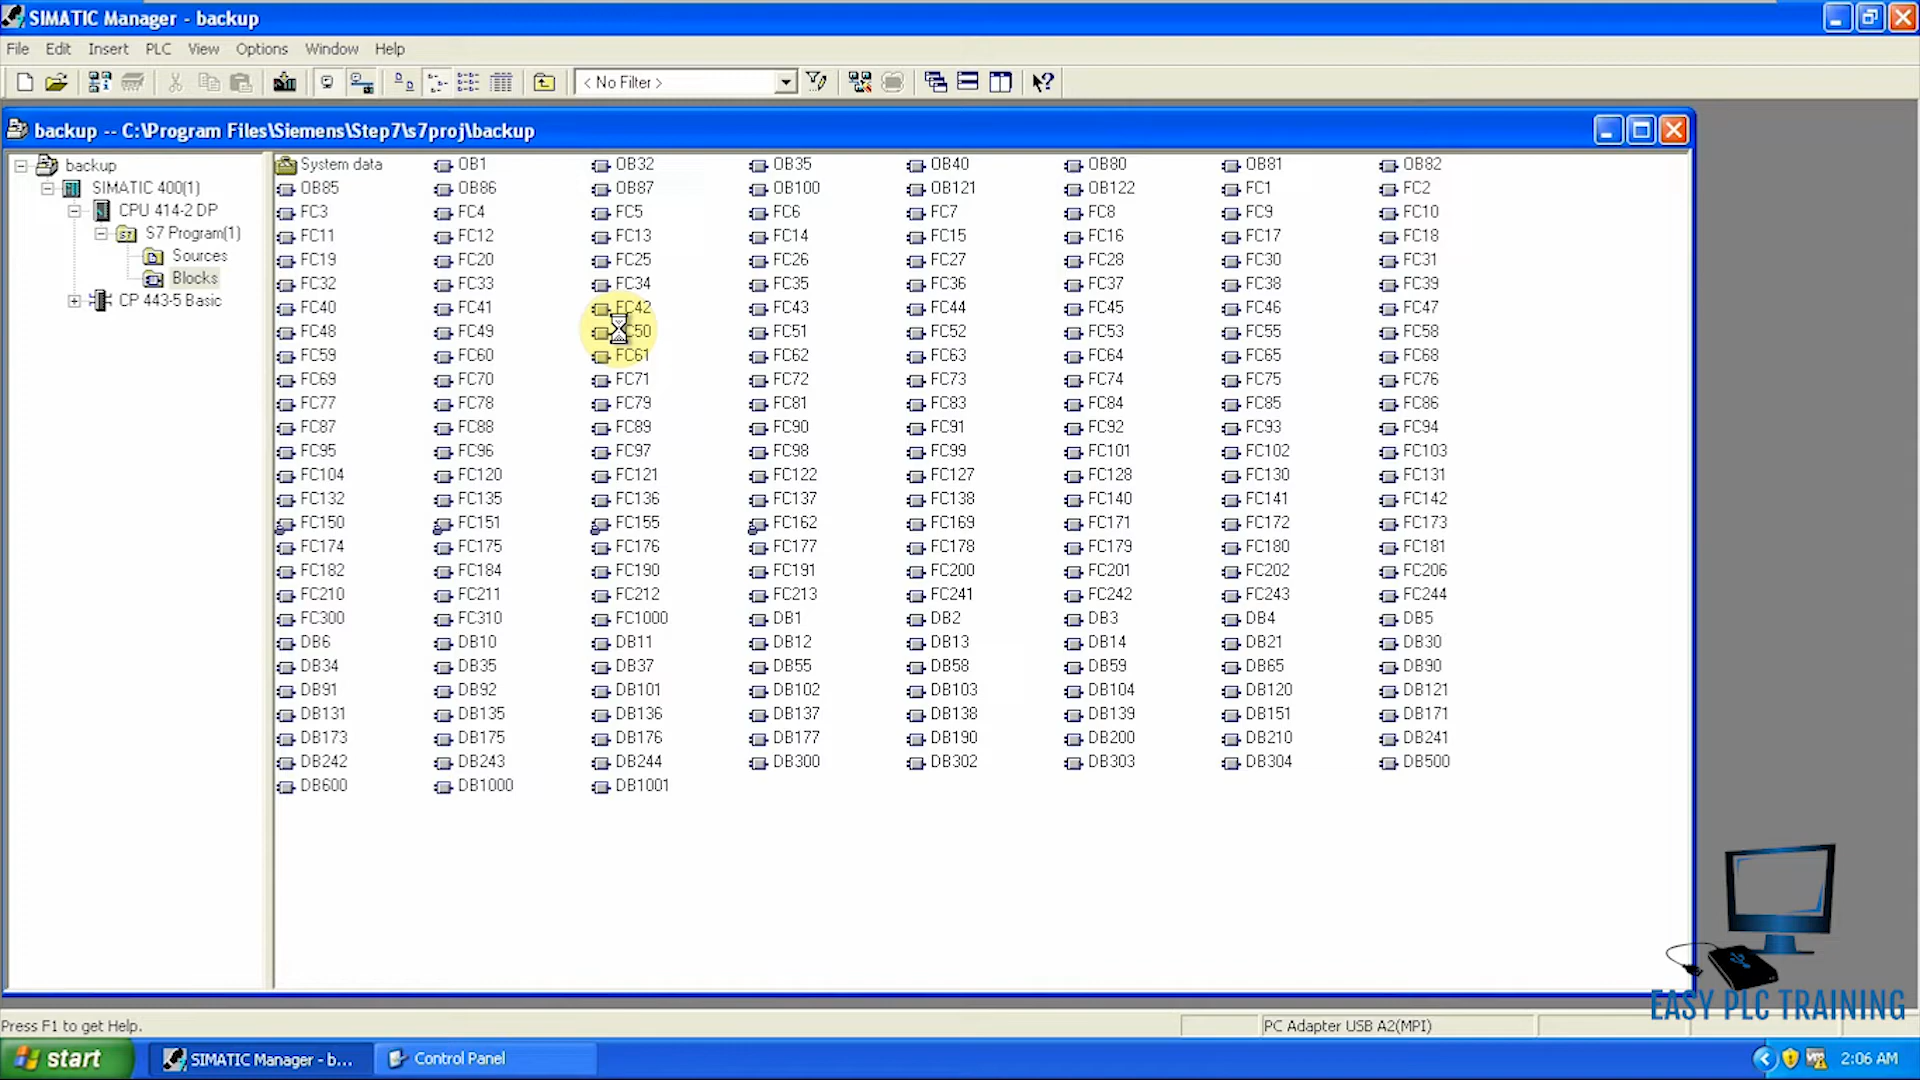 SIMATIC Manager - backup
File Edit Insert PLC View Options Window Help
< No Filter >
backup -- C:\Program Files\Siemens\Step7\s7proj\backup
backup
SIMATIC 400(1)
CPU 414-2 DP
S7 Program(1)
Sources
Blocks
CP 443-5 Basic
System data OB1 OB32 OB35 OB40 OB80 OB81 OB82
OB85 OB86 OB87 OB100 OB121 OB122 FC1 FC2
FC3 FC4 FC5 FC6 FC7 FC8 FC9 FC10
FC11 FC12 FC13 FC14 FC15 FC16 FC17 FC18
FC19 FC20 FC25 FC26 FC27 FC28 FC30 FC31
FC32 FC33 FC34 FC35 FC36 FC37 FC38 FC39
FC40 FC41 FC42 FC43 FC44 FC45 FC46 FC47
FC48 FC49 FC50 FC51 FC52 FC53 FC55 FC58
FC59 FC60 FC61 FC62 FC63 FC64 FC65 FC68
FC69 FC70 FC71 FC72 FC73 FC74 FC75 FC76
FC77 FC78 FC79 FC81 FC83 FC84 FC85 FC86
FC87 FC88 FC89 FC90 FC91 FC92 FC93 FC94
FC95 FC96 FC97 FC98 FC99 FC101 FC102 FC103
FC104 FC120 FC121 FC122 FC127 FC128 FC130 FC131
FC132 FC135 FC136 FC137 FC138 FC140 FC141 FC142
FC150 FC151 FC155 FC162 FC169 FC171 FC172 FC173
FC174 FC175 FC176 FC177 FC178 FC179 FC180 FC181
FC182 FC184 FC190 FC191 FC200 FC201 FC202 FC206
FC210 FC211 FC212 FC213 FC241 FC242 FC243 FC244
FC300 FC310 FC1000 DB1 DB2 DB3 DB4 DB5
DB6 DB10 DB11 DB12 DB13 DB14 DB21 DB30
DB34 DB35 DB37 DB55 DB58 DB59 DB65 DB90
DB91 DB92 DB101 DB102 DB103 DB104 DB120 DB121
DB131 DB135 DB136 DB137 DB138 DB139 DB151 DB171
DB173 DB175 DB176 DB177 DB190 DB200 DB210 DB241
DB242 DB243 DB244 DB300 DB302 DB303 DB304 DB500
DB600 DB1000 DB1001
EASY PLC TRAINING
Press F1 to get Help. PC Adapter USB A2(MPI)
start SIMATIC Manager - b... Control Panel 2:06 AM